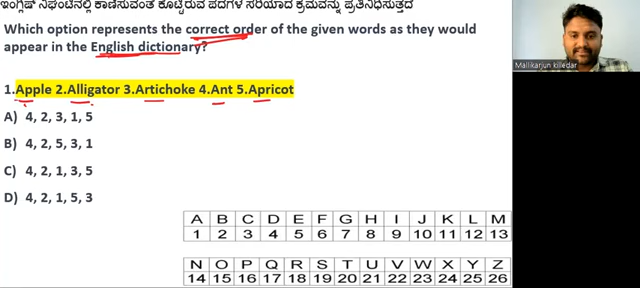 ಇಂಗ್ಲಿಷ್ ನಿಘಂಟಿನಲ್ಲಿ ಕಾಣಿಸುವಂತೆ ಕೊಟ್ಟಿರುವ ಪದಗಳ ಸರಿಯಾದ ಕ್ರಮವನ್ನು ಪ್ರತಿನಿಧಿಸುತ್ತದೆ
Which option represents the correct order of the given words as they would
appear in the English dictionary?
1.Apple 2.Alligator 3.Artichoke 4.Ant 5.Apricot
A) 4, 2, 3, 1, 5
B) 4, 2, 5, 3, 1
C) 4, 2, 1, 3, 5
D) 4, 2, 1, 5, 3
A B C D E F G H I J K L M
1 2 3 4 5 6 7 8 9 10 11 12 13
N O P Q R S T U V W X Y Z
14 15 16 17 18 19 20 21 22 23 24 25 26
Mallikarjun killedar